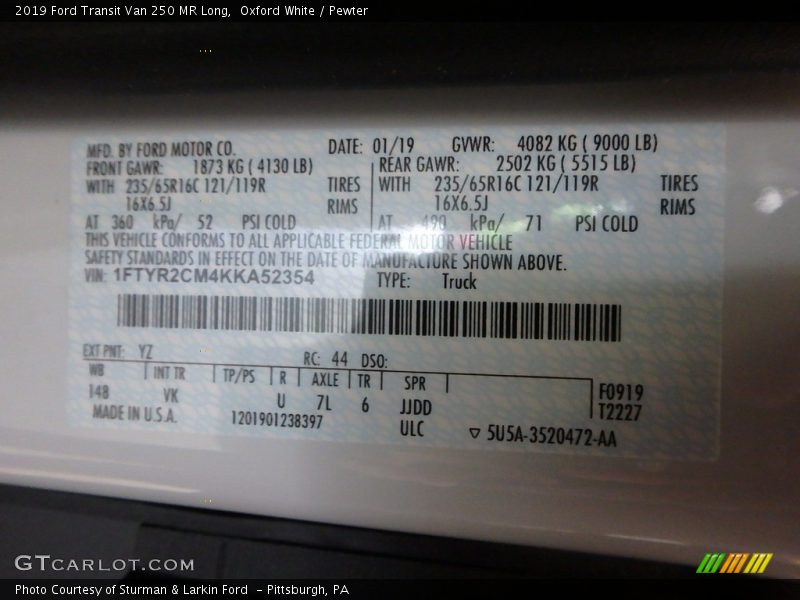 2019 Ford Transit Van 250 MR Long, Oxford White / Pewter
MFD. BY FORD MOTOR CO. DATE: 01/19 GVWR: 4082 KG ( 9000 LB)
FRONT GAWR: 1873 KG ( 4130 LB) REAR GAWR: 2502 KG ( 5515 LB)
WITH 235/65R16C 121/119R TIRES WITH 235/65R16C 121/119R TIRES
16X6.5J RIMS 16X6.5J RIMS
AT 360 kPa/ 52 PSI COLD AT 490 kPa/ 71 PSI COLD
THIS VEHICLE CONFORMS TO ALL APPLICABLE FEDERAL MOTOR VEHICLE
SAFETY STANDARDS IN EFFECT ON THE DATE OF MANUFACTURE SHOWN ABOVE.
VIN: 1FTYR2CM4KKA52354 TYPE: Truck
EXT PNT: YZ RC: 44 DSO:
WB INT TR TP/PS R AXLE TR SPR F0919
148 VK U 7L 6 JJDD T2227
MADE IN U.S.A. 1201901238397 ULC ▽ 5U5A-3520472-AA
GTCARLOT.COM
Photo Courtesy of Sturman & Larkin Ford - Pittsburgh, PA